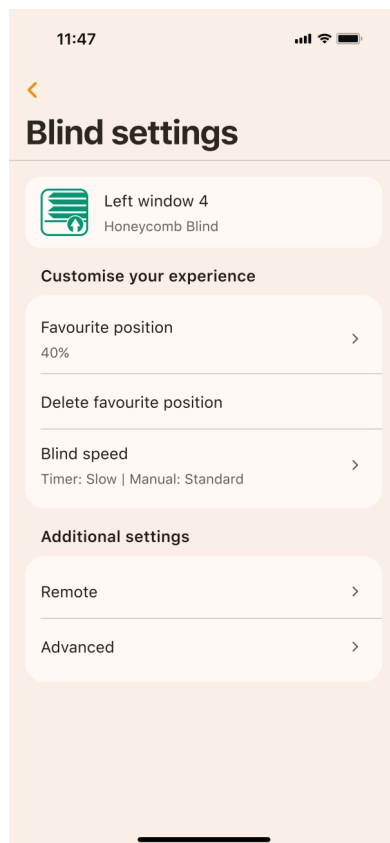 11:47
Blind settings
Left window 4
Honeycomb Blind
Customise your experience
Favourite position
40%
Delete favourite position
Blind speed
Timer: Slow | Manual: Standard
Additional settings
Remote
Advanced